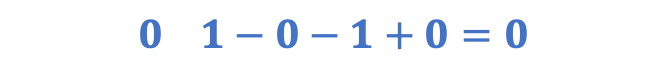 0 1 − 0 − 1 + 0 = 0